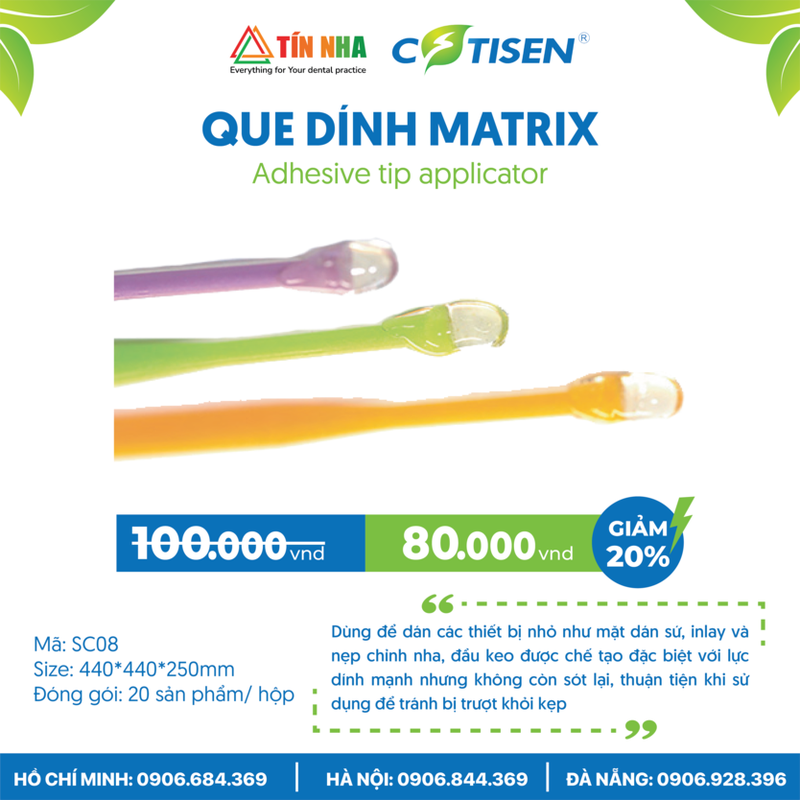 TÍN NHA
Everything for Your dental practice
COTISEN®
QUE DÍNH MATRIX
Adhesive tip applicator
100.000 vnd
80.000 vnd
GIẢM
20%
Mã: SC08
Size: 440*440*250mm
Đóng gói: 20 sản phẩm/ hộp
“
Dùng để dán các thiết bị nhỏ như mặt dán sứ, inlay và
nẹp chỉnh nha, đầu keo được chế tạo đặc biệt với lực
dính mạnh nhưng không còn sót lại, thuận tiện khi sử
dụng để tránh bị trượt khỏi kẹp
”
HỒ CHÍ MINH: 0906.684.369 | HÀ NỘI: 0906.844.369 | ĐÀ NẴNG: 0906.928.396